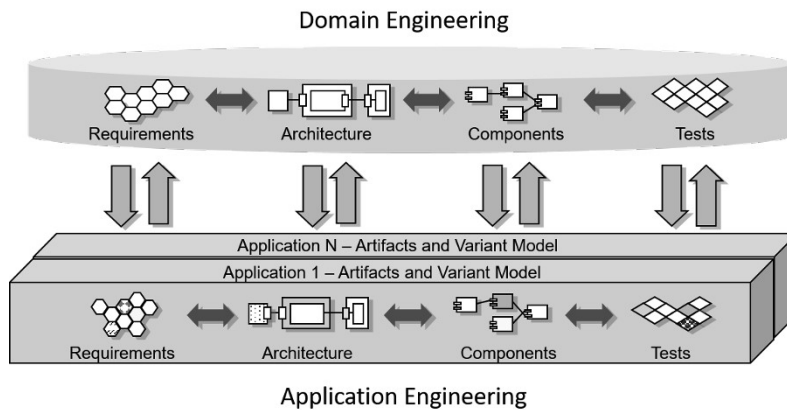 Domain Engineering
Requirements
Architecture
Components
Tests
Application N – Artifacts and Variant Model
Application 1 – Artifacts and Variant Model
Requirements
Architecture
Components
Tests
Application Engineering